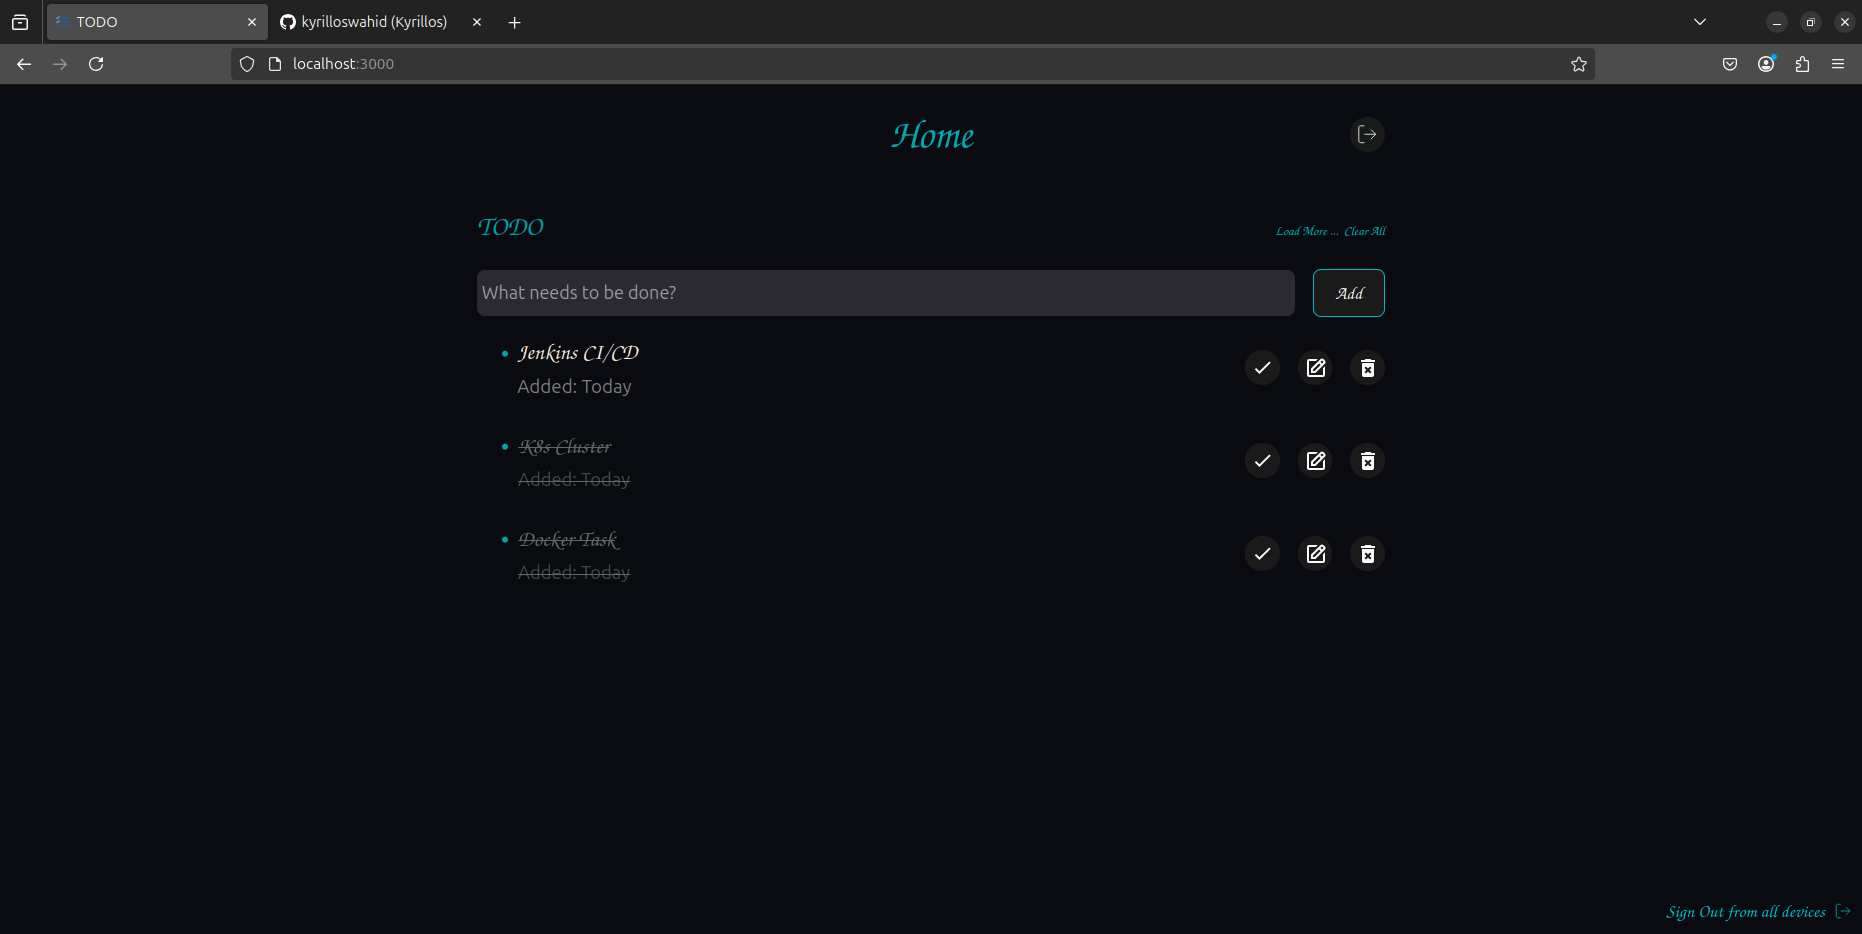 TODO
kyrilloswahid (Kyrillos)
localhost:3000
Home
TODO
Load More ... Clear All
What needs to be done?
Add
Jenkins CI/CD
Added: Today
K8s Cluster
Added: Today
Docker Task
Added: Today
Sign Out from all devices